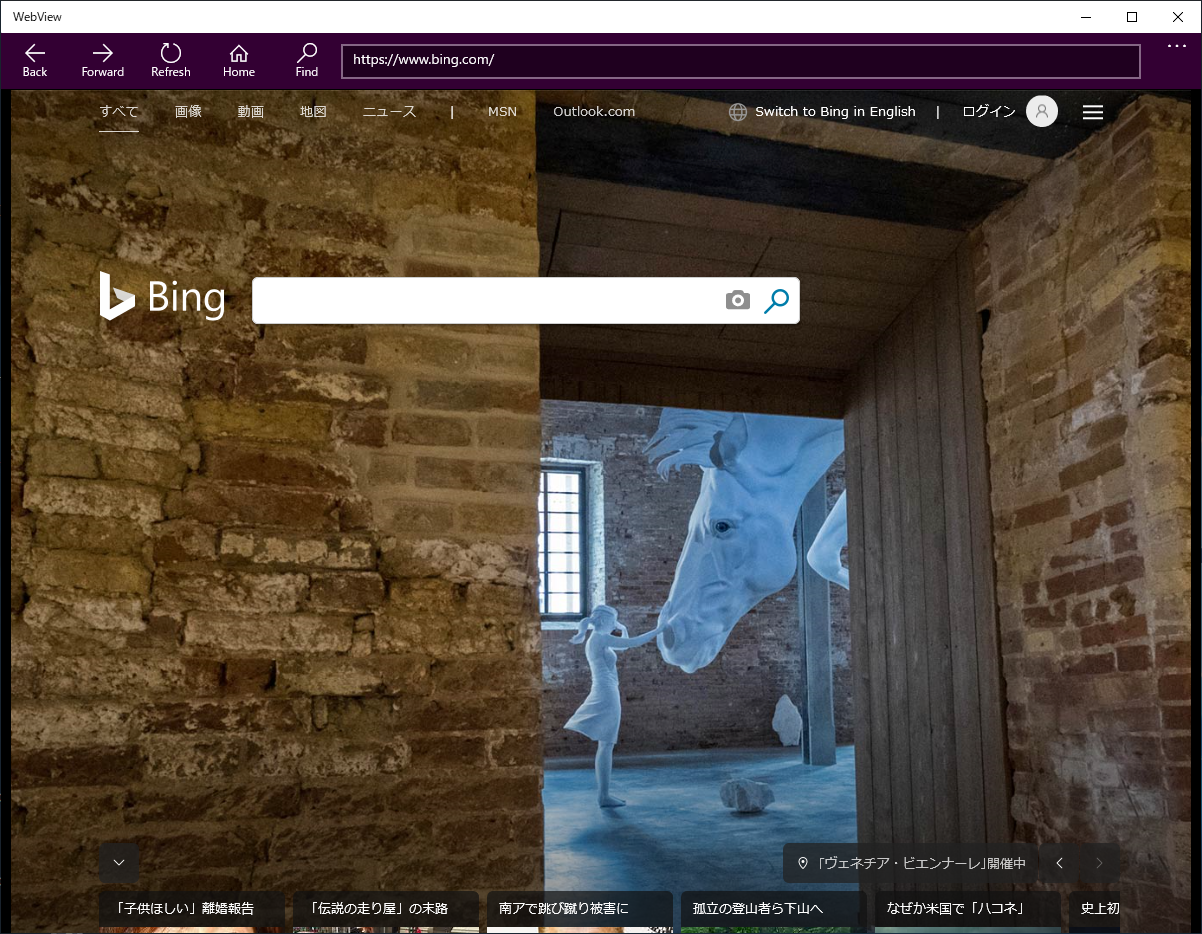 WebView
Back Forward Refresh Home Find https://www.bing.com/
すべて 画像 動画 地図 ニュース | MSN Outlook.com Switch to Bing in English | ログイン
Bing
「ヴェネチア・ビエンナーレ」開催中
「子供ほしい」離婚報告 「伝説の走り屋」の末路 南アで跳び蹴り被害に 孤立の登山者ら下山へ なぜか米国で「ハコネ」 史上初